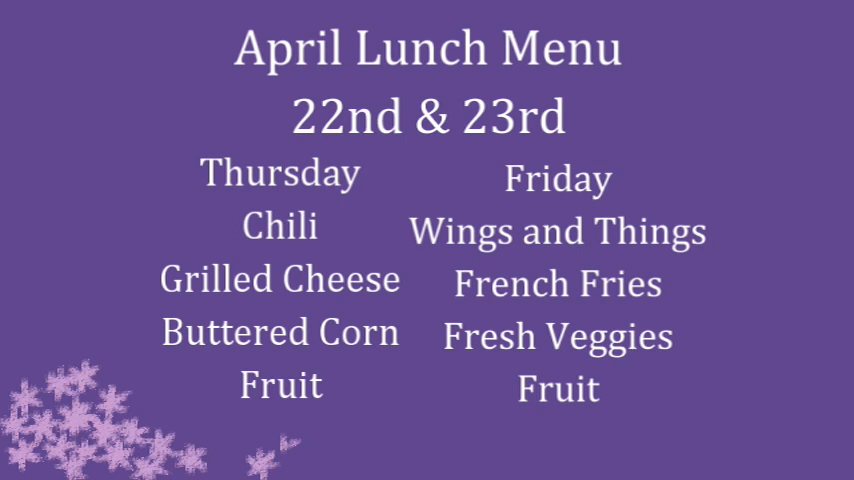 April Lunch Menu
22nd & 23rd
Thursday
Chili
Grilled Cheese
Buttered Corn
Fruit
Friday
Wings and Things
French Fries
Fresh Veggies
Fruit